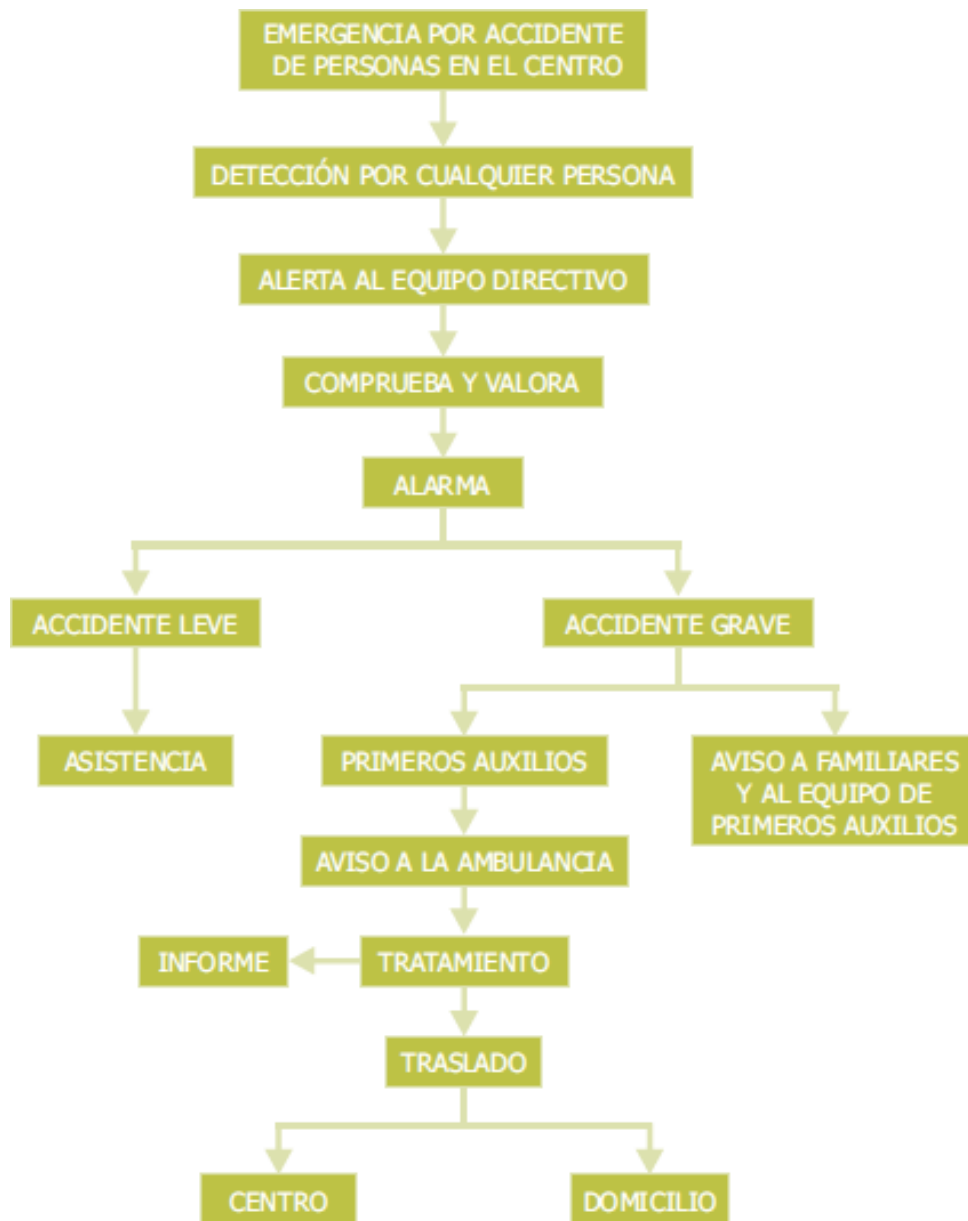 EMERGENCIA POR ACCIDENTE
DE PERSONAS EN EL CENTRO
DETECCIÓN POR CUALQUIER PERSONA
ALERTA AL EQUIPO DIRECTIVO
COMPRUEBA Y VALORA
ALARMA
ACCIDENTE LEVE
ACCIDENTE GRAVE
ASISTENCIA
PRIMEROS AUXILIOS
AVISO A FAMILIARES
Y AL EQUIPO DE
PRIMEROS AUXILIOS
AVISO A LA AMBULANCIA
INFORME
TRATAMIENTO
TRASLADO
CENTRO
DOMICILIO